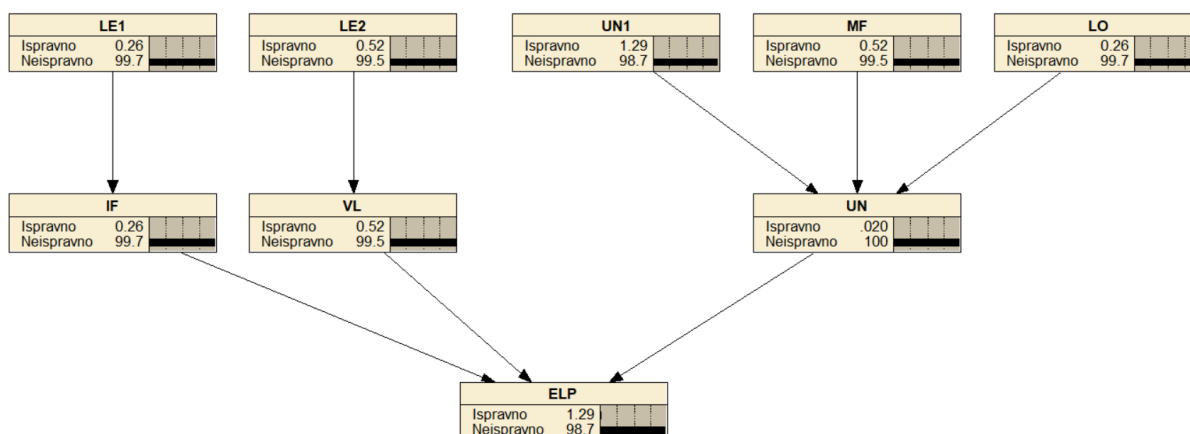 LE1
Ispravno 0.26
Neispravno 99.7
LE2
Ispravno 0.52
Neispravno 99.5
UN1
Ispravno 1.29
Neispravno 98.7
MF
Ispravno 0.52
Neispravno 99.5
LO
Ispravno 0.26
Neispravno 99.7
IF
Ispravno 0.26
Neispravno 99.7
VL
Ispravno 0.52
Neispravno 99.5
UN
Ispravno .020
Neispravno 100
ELP
Ispravno 1.29
Neispravno 98.7